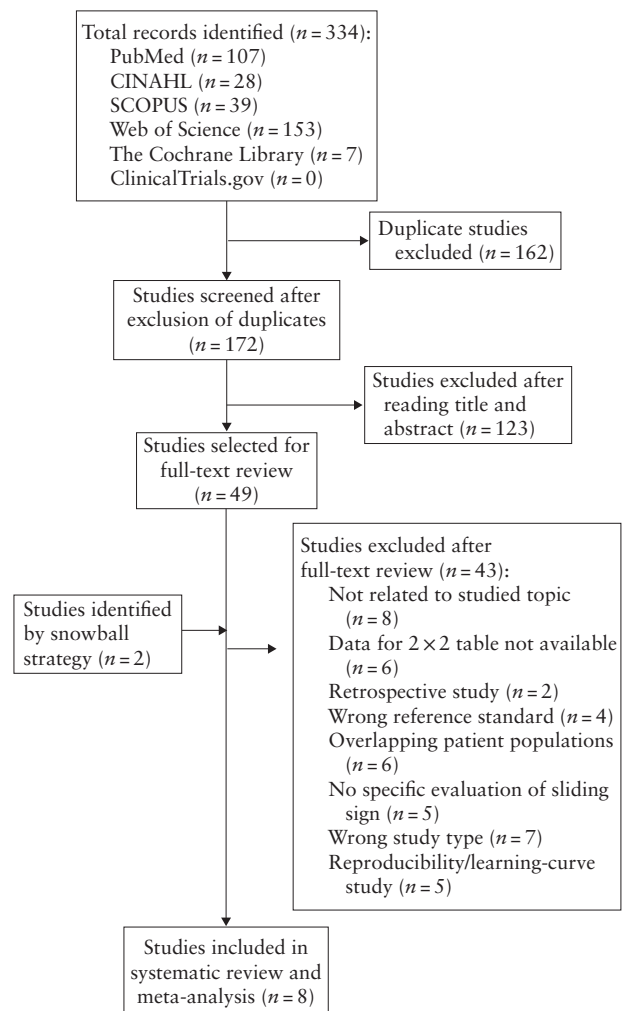 Total records identified (n = 334):
PubMed (n = 107)
CINAHL (n = 28)
SCOPUS (n = 39)
Web of Science (n = 153)
The Cochrane Library (n = 7)
ClinicalTrials.gov (n = 0)
Duplicate studies
excluded (n = 162)
Studies screened after
exclusion of duplicates
(n = 172)
Studies excluded after
reading title and
abstract (n = 123)
Studies selected for
full-text review
(n = 49)
Studies identified
by snowball
strategy (n = 2)
Studies excluded after
full-text review (n = 43):
Not related to studied topic
(n = 8)
Data for 2 × 2 table not available
(n = 6)
Retrospective study (n = 2)
Wrong reference standard (n = 4)
Overlapping patient populations
(n = 6)
No specific evaluation of sliding
sign (n = 5)
Wrong study type (n = 7)
Reproducibility/learning-curve
study (n = 5)
Studies included in
systematic review and
meta-analysis (n = 8)